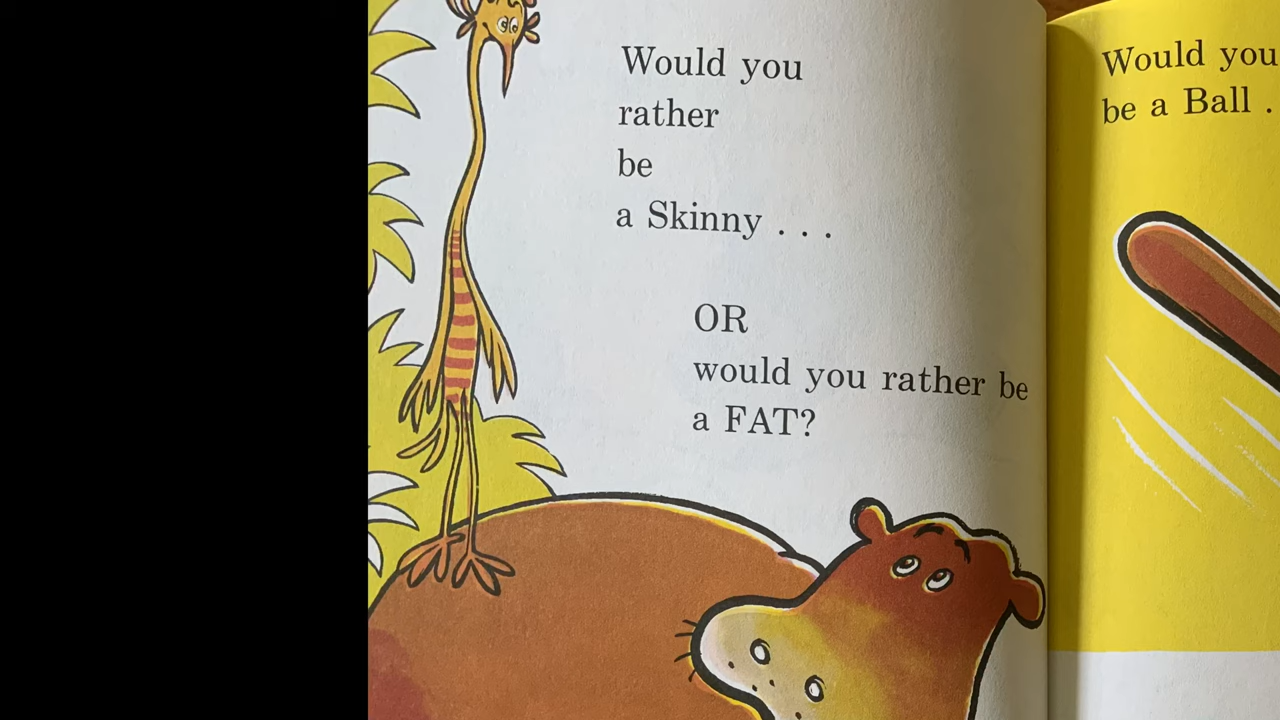 Would you
rather
be
a Skinny . . .
OR
would you rather be
a FAT?
Would you
be a Ball .